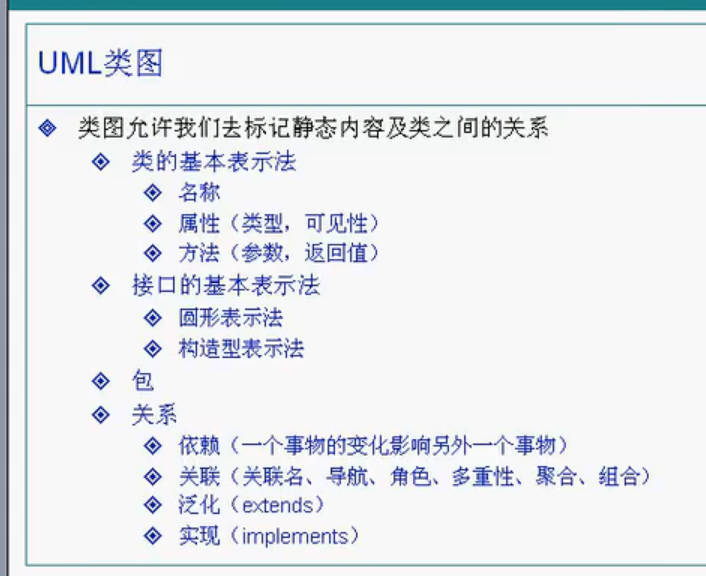 UML类图
类图允许我们去标记静态内容及类之间的关系
类的基本表示法
名称
属性（类型，可见性）
方法（参数，返回值）
接口的基本表示法
圆形表示法
构造型表示法
包
关系
依赖（一个事物的变化影响另外一个事物）
关联（关联名、导航、角色、多重性、聚合、组合）
泛化（extends）
实现（implements）